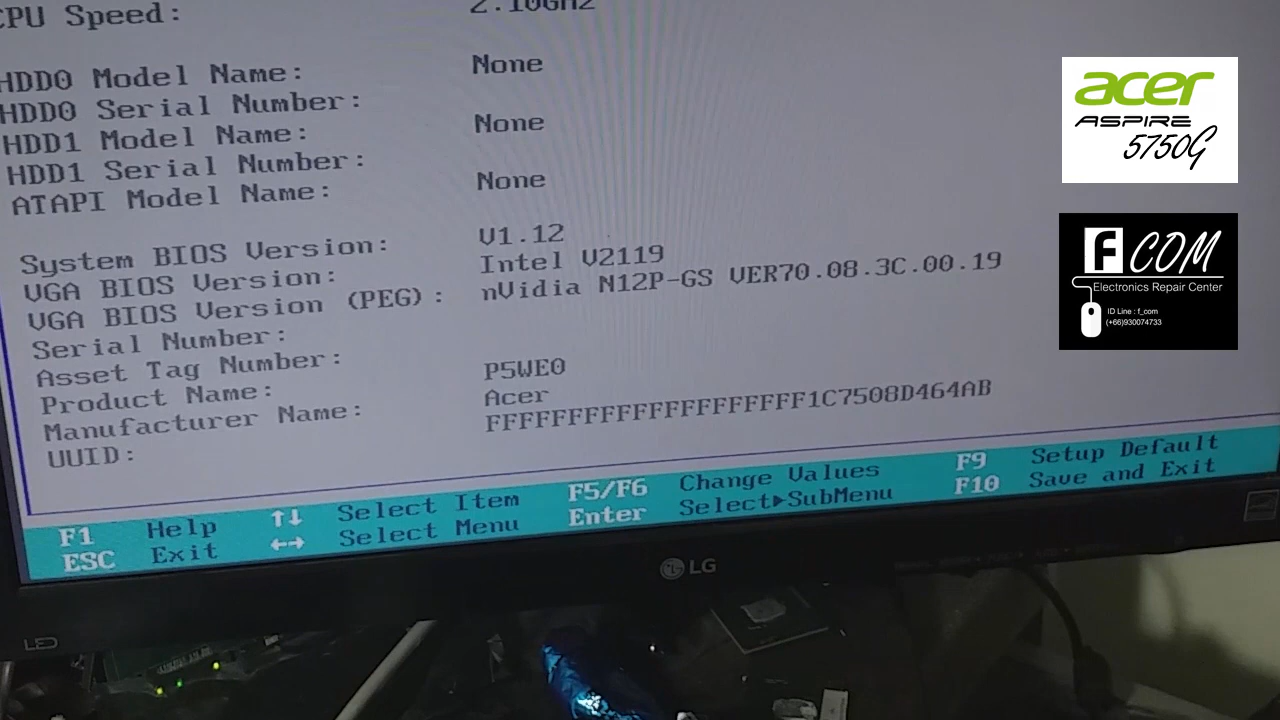 CPU Speed: 2.10GHz
HDD0 Model Name: None
HDD0 Serial Number:
HDD1 Model Name: None
HDD1 Serial Number:
ATAPI Model Name: None
System BIOS Version: V1.12
VGA BIOS Version: Intel V2119
VGA BIOS Version (PEG): nVidia N12P-GS VER70.08.3C.00.19
Serial Number:
Asset Tag Number:
Product Name: P5WE0
Manufacturer Name: Acer
UUID: FFFFFFFFFFFFFFFFFFFF1C7508D464AB
F1 Help ↑↓ Select Item F5/F6 Change Values F9 Setup Default
ESC Exit ←→ Select Menu Enter Select▶SubMenu F10 Save and Exit
LG
LED
acer
ASPIRE
5750G
F COM
Electronics Repair Center
ID Line : f_com
(+66)930074733